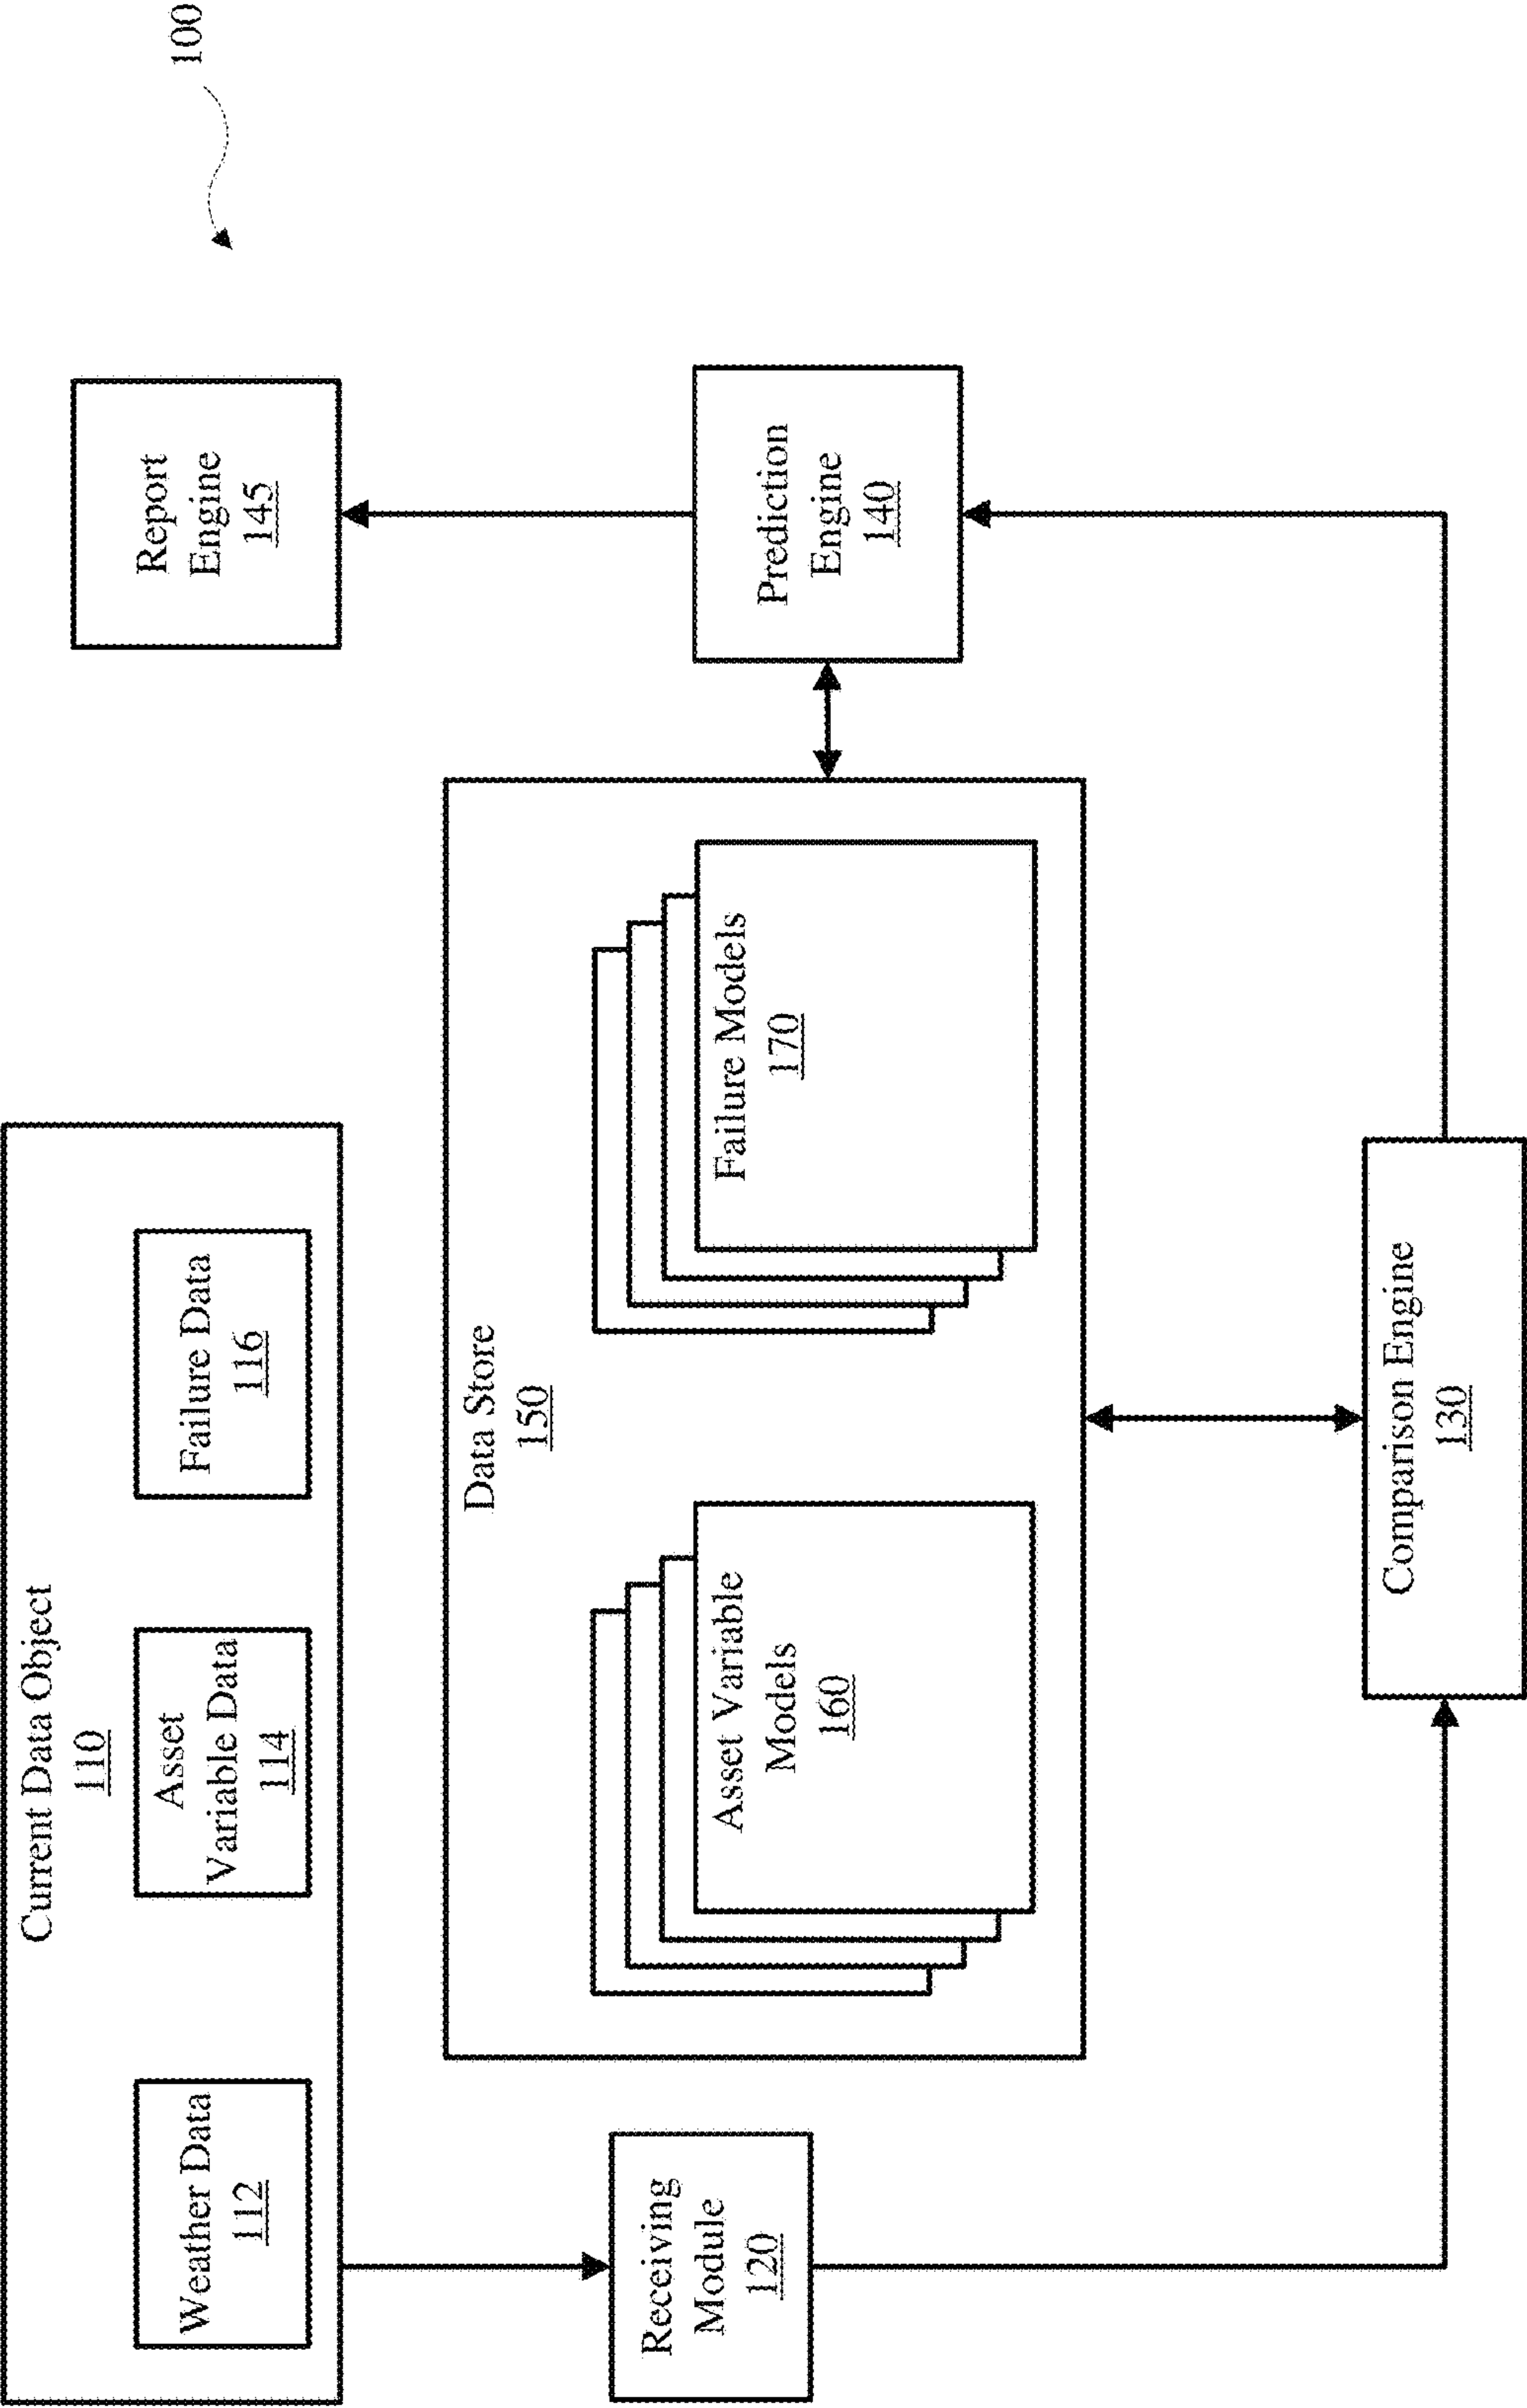 100
Current Data Object
110
Weather Data
112
Asset
Variable Data
114
Failure Data
116
Report
Engine
145
Data Store
150
Receiving
Module
120
Asset Variable
Models
160
Failure Models
170
Prediction
Engine
140
Comparison Engine
130